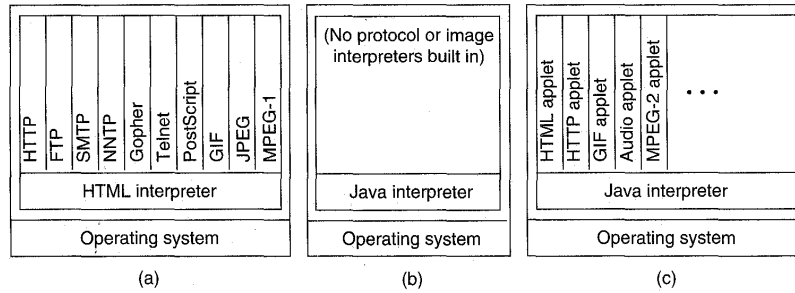 HTTP
FTP
SMTP
NNTP
Gopher
Telnet
PostScript
GIF
JPEG
MPEG-1
HTML interpreter
Operating system
(a)
(No protocol or image
interpreters built in)
Java interpreter
Operating system
(b)
HTML applet
HTTP applet
GIF applet
Audio applet
MPEG-2 applet
• • •
Java interpreter
Operating system
(c)